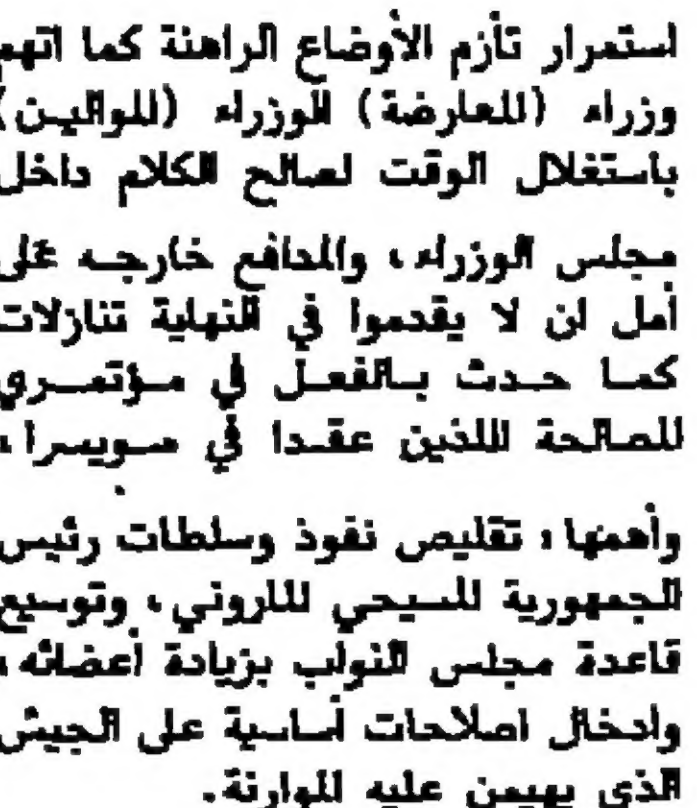 استمرار تأزم الأوضاع الراهنة كما اتهم
وزراء (المعارضة) الوزراء (الموالين)
باستغلال الوقت لصالح الكلام داخل
مجلس الوزراء، والمدافع خارجه على
أمل ان لا يقدموا في النهاية تنازلات
كما حدث بالفعل في مؤتمري
المصالحة اللذين عقدا في سويسرا،
وأهمها، تقليص نفوذ وسلطات رئيس
الجمهورية المسيحي الماروني، وتوسيع
قاعدة مجلس النواب بزيادة أعضائه،
وادخال اصلاحات أساسية على الجيش
الذي يهيمن عليه الموارنة.